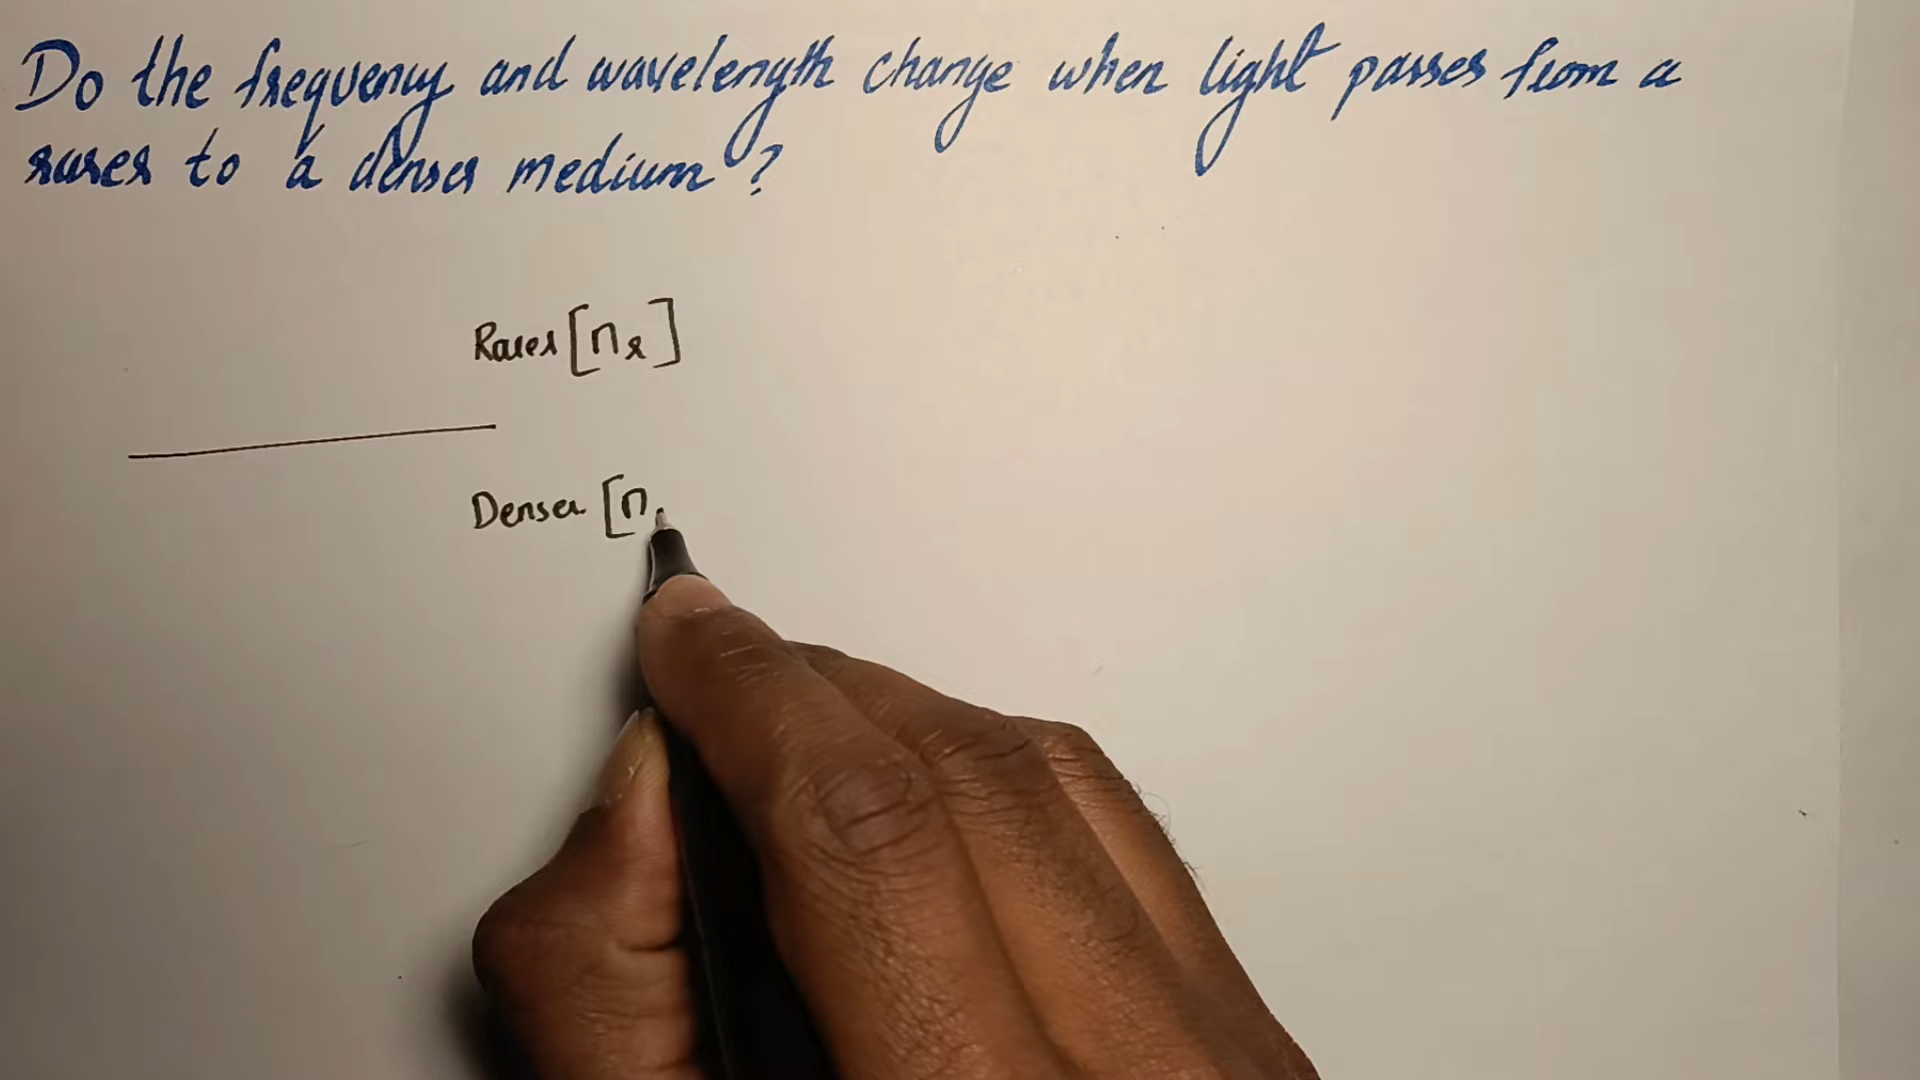 Do the frequency and wavelength change when light passes from a
rarer to a denser medium?
Rarer [nr]
Denser [n